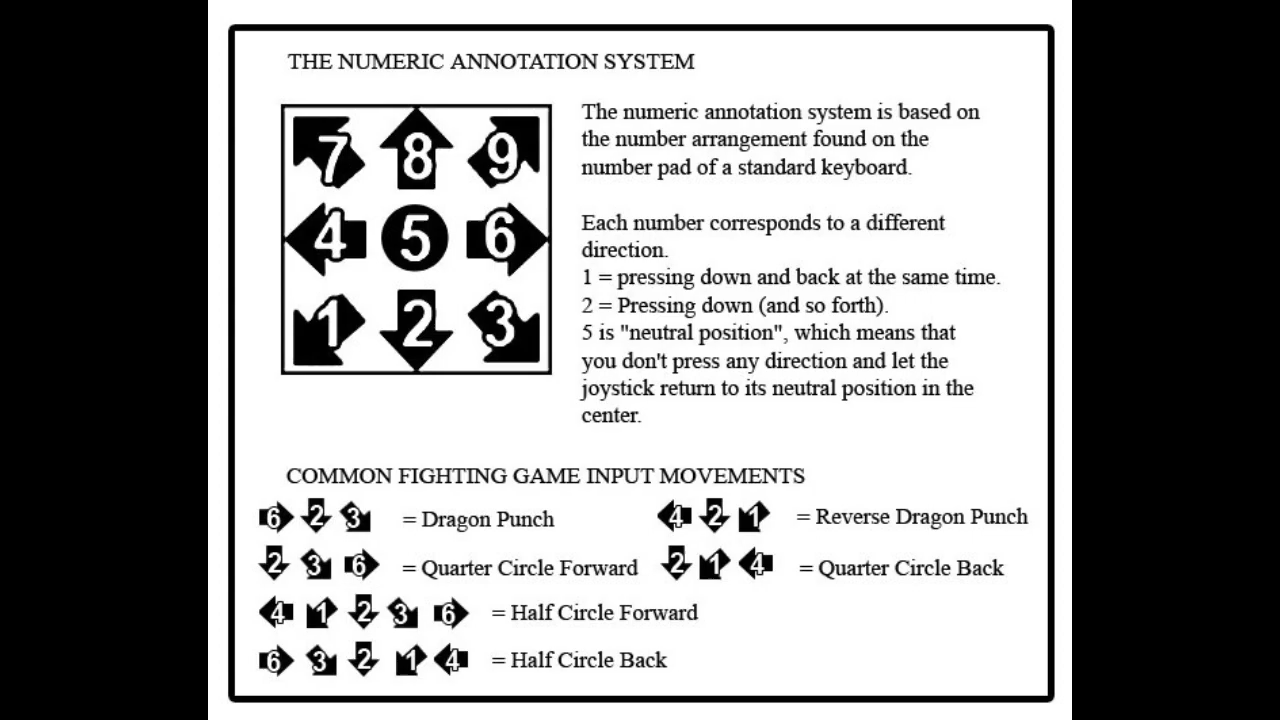 THE NUMERIC ANNOTATION SYSTEM
7 8 9
4 5 6
1 2 3
The numeric annotation system is based on
the number arrangement found on the
number pad of a standard keyboard.
Each number corresponds to a different
direction.
1 = pressing down and back at the same time.
2 = Pressing down (and so forth).
5 is "neutral position", which means that
you don't press any direction and let the
joystick return to its neutral position in the
center.
COMMON FIGHTING GAME INPUT MOVEMENTS
6 2 3 = Dragon Punch
4 2 1 = Reverse Dragon Punch
2 3 6 = Quarter Circle Forward
2 1 4 = Quarter Circle Back
4 1 2 3 6 = Half Circle Forward
6 3 2 1 4 = Half Circle Back